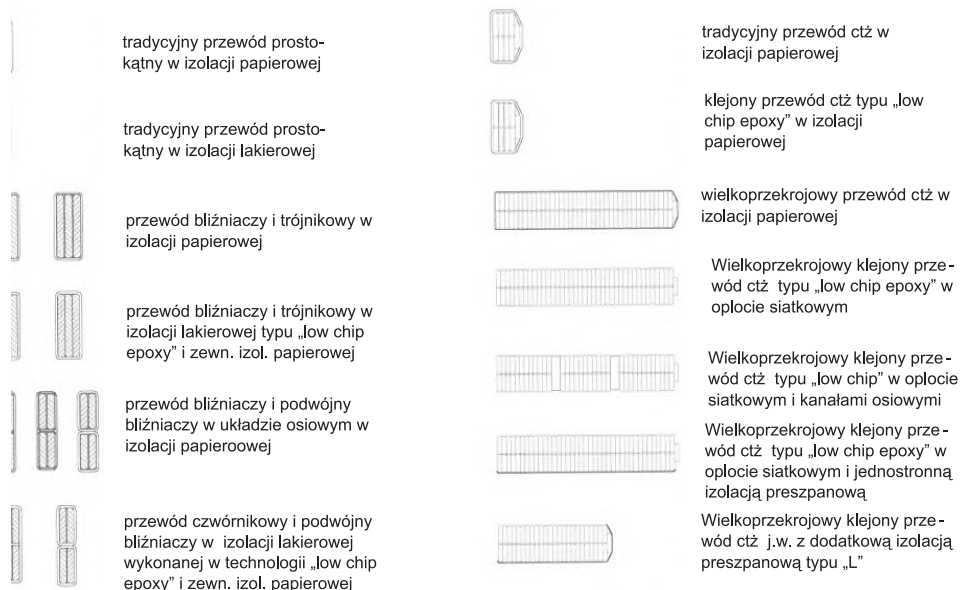 tradycyjny przewód prosto-
kątny w izolacji papierowej
tradycyjny przewód prosto-
kątny w izolacji lakierowej
przewód bliźniaczy i trójnikowy w
izolacji papierowej
przewód bliźniaczy i trójnikowy w
izolacji lakierowej typu „low chip
epoxy” i zewn. izol. papierowej
przewód bliźniaczy i podwójny
bliźniaczy w układzie osiowym w
izolacji papieroowej
przewód czwórnikowy i podwójny
bliźniaczy w izolacji lakierowej
wykonanej w technologii „low chip
epoxy” i zewn. izol. papierowej
tradycyjny przewód ctż w
izolacji papierowej
klejony przewód ctż typu „low
chip epoxy” w izolacji
papierowej
wielkoprzekrojowy przewód ctż w
izolacji papierowej
Wielkoprzekrojowy klejony prze-
wód ctż typu „low chip epoxy” w
oplocie siatkowym
Wielkoprzekrojowy klejony prze-
wód ctż typu „low chip” w oplocie
siatkowym i kanałami osiowymi
Wielkoprzekrojowy klejony prze-
wód ctż typu „low chip epoxy” w
oplocie siatkowym i jednostronną
izolacją preszpanową
Wielkoprzekrojowy klejony prze-
wód ctż j.w. z dodatkową izolacją
preszpanową typu „L”